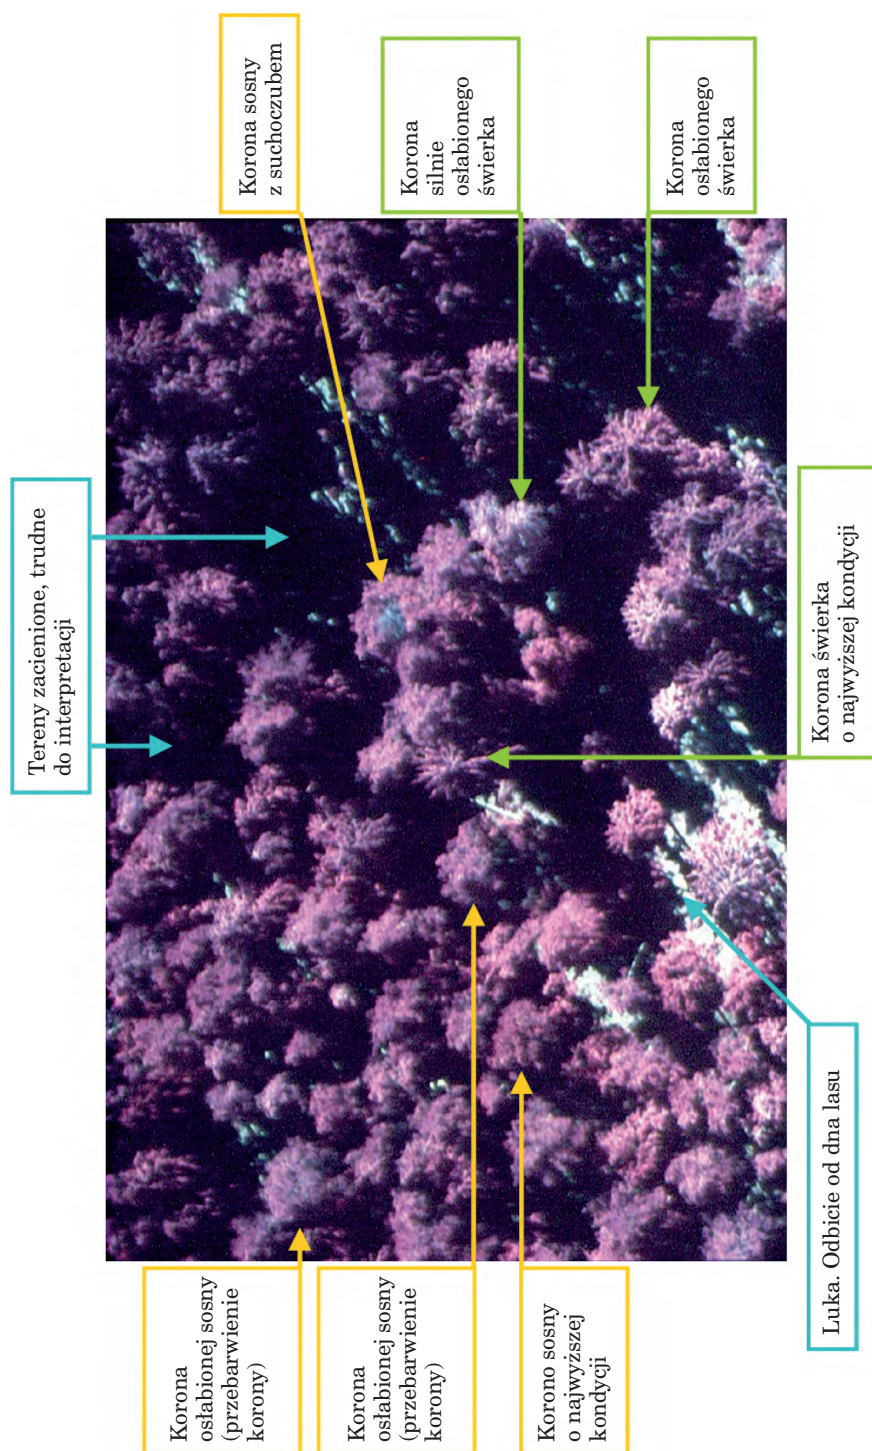 Korona
osłabionej sosny
(przebarwienie
korony)
Korona
osłabionej sosny
(przebarwienie
korony)
Korono sosny
o najwyższej
kondycji
Luka. Odbicie od dna lasu
Tereny zacienione, trudne
do interpretacji
Korona świerka
o najwyższej kondycji
Korona sosny
z suchoczubem
Korona
silnie
osłabionego
świerka
Korona
osłabionego
świerka